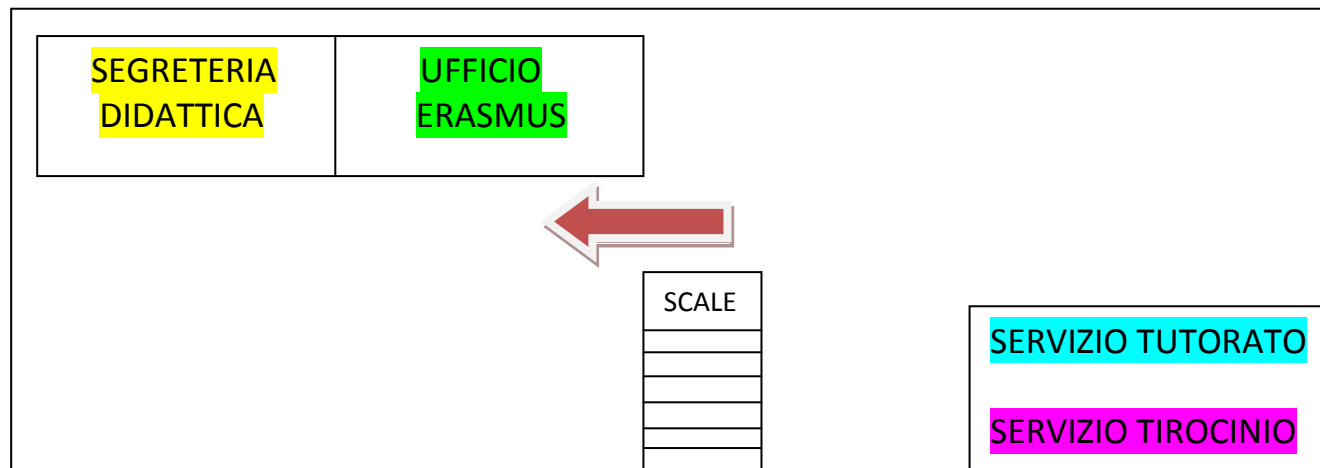 SEGRETERIA
DIDATTICA
UFFICIO
ERASMUS
SCALE
SERVIZIO TUTORATO
SERVIZIO TIROCINIO